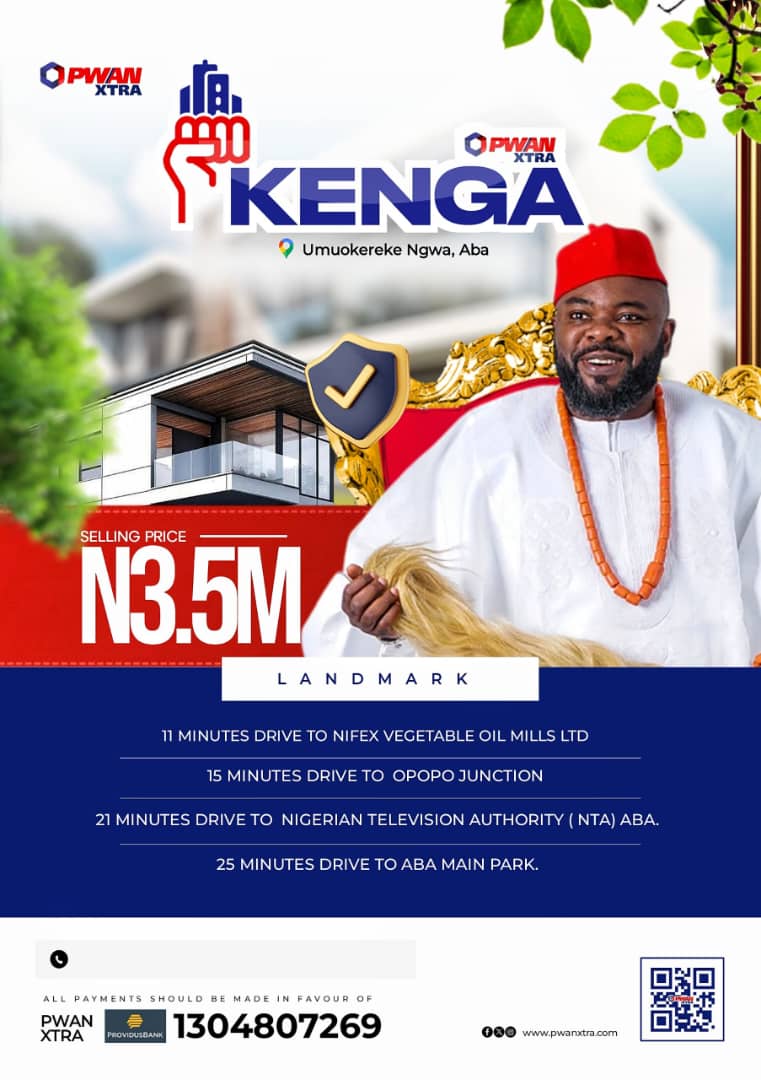 PWAN
XTRA
PWAN
XTRA
KENGA
Umuokereke Ngwa, Aba
SELLING PRICE
N3.5M
LANDMARK
11 MINUTES DRIVE TO NIFEX VEGETABLE OIL MILLS LTD
15 MINUTES DRIVE TO OPOPO JUNCTION
21 MINUTES DRIVE TO NIGERIAN TELEVISION AUTHORITY ( NTA) ABA.
25 MINUTES DRIVE TO ABA MAIN PARK.
ALL PAYMENTS SHOULD BE MADE IN FAVOUR OF
PWAN
XTRA
PROVIDUSBANK
1304807269
www.pwanxtra.com
PWAN
XTRA